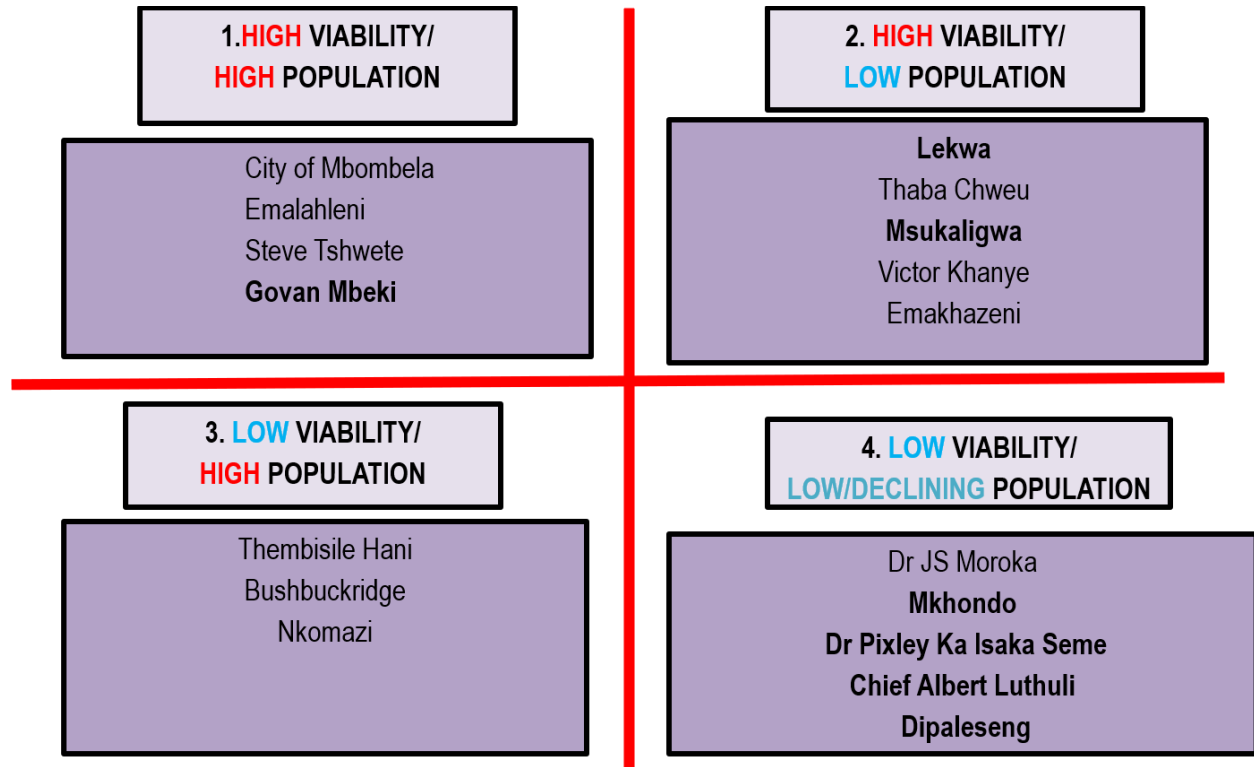 1.HIGH VIABILITY/
HIGH POPULATION
City of Mbombela
Emalahleni
Steve Tshwete
Govan Mbeki
2. HIGH VIABILITY/
LOW POPULATION
Lekwa
Thaba Chweu
Msukaligwa
Victor Khanye
Emakhazeni
3. LOW VIABILITY/
HIGH POPULATION
Thembisile Hani
Bushbuckridge
Nkomazi
4. LOW VIABILITY/
LOW/DECLINING POPULATION
Dr JS Moroka
Mkhondo
Dr Pixley Ka Isaka Seme
Chief Albert Luthuli
Dipaleseng